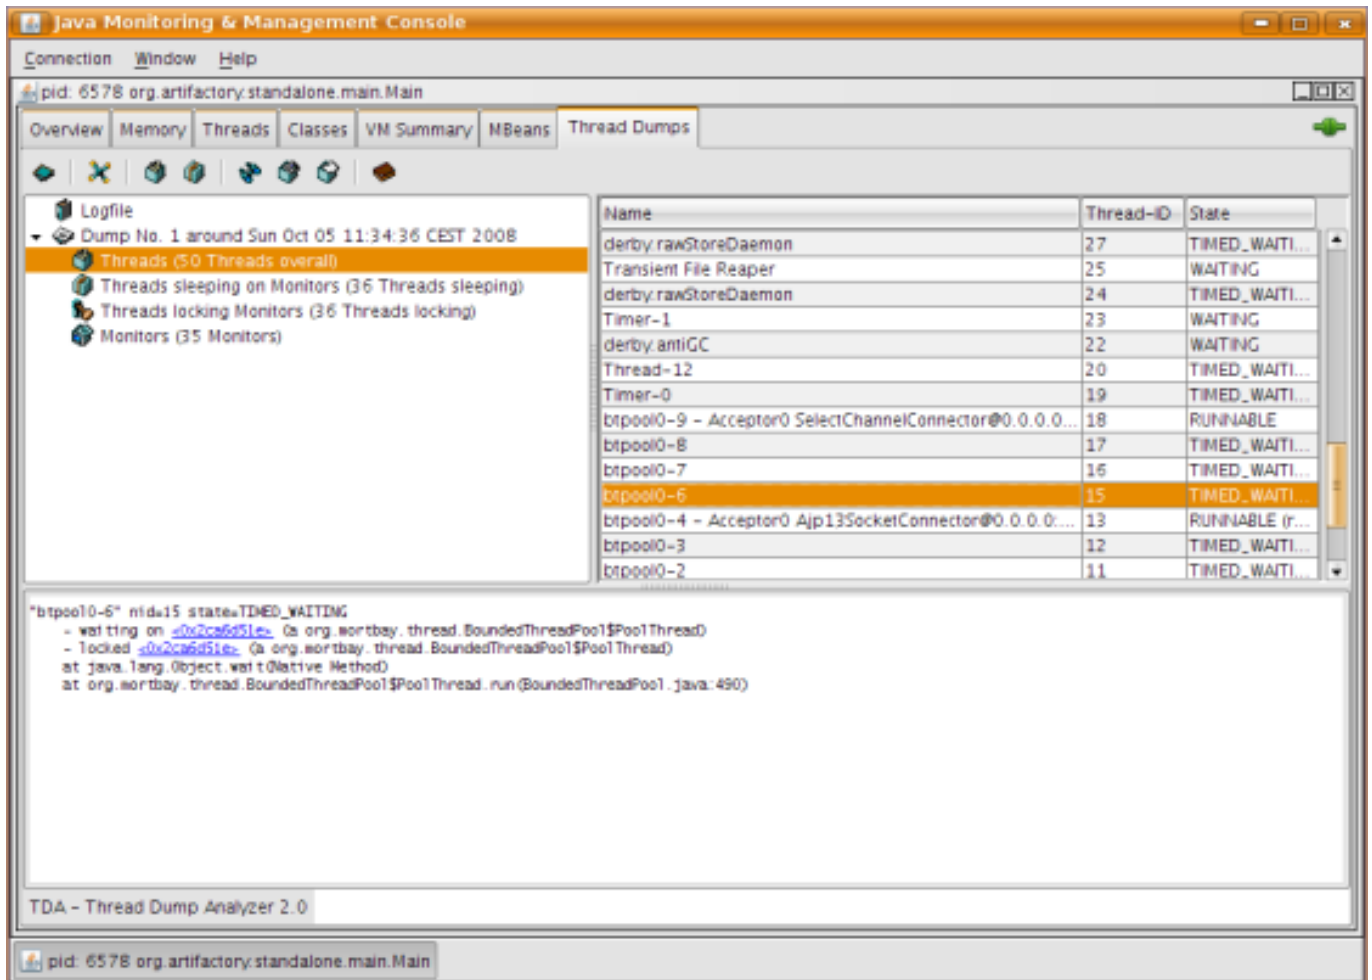 Java Monitoring & Management Console
Connection Window Help
pid: 6578 org.artifactory.standalone.main.Main
Overview Memory Threads Classes VM Summary MBeans Thread Dumps
Logfile
Dump No. 1 around Sun Oct 05 11:34:36 CEST 2008
Threads (50 Threads overall)
Threads sleeping on Monitors (36 Threads sleeping)
Threads locking Monitors (36 Threads locking)
Monitors (35 Monitors)
Name Thread-ID State
derby.rawStoreDaemon 27 TIMED_WAITI...
Transient File Reaper 25 WAITING
derby.rawStoreDaemon 24 TIMED_WAITI...
Timer-1 23 WAITING
derby.antiGC 22 WAITING
Thread-12 20 TIMED_WAITI...
Timer-0 19 TIMED_WAITI...
btpool0-9 - Acceptor0 SelectChannelConnector@0.0.0.0... 18 RUNNABLE
btpool0-8 17 TIMED_WAITI...
btpool0-7 16 TIMED_WAITI...
btpool0-6 15 TIMED_WAITI...
btpool0-4 - Acceptor0 Ajp13SocketConnector@0.0.0.0:... 13 RUNNABLE (r...
btpool0-3 12 TIMED_WAITI...
btpool0-2 11 TIMED_WAITI...
"btpool0-6" nid=15 state=TIMED_WAITING
- waiting on <0x2ca6d51e> (a org.mortbay.thread.BoundedThreadPool$PoolThread)
- locked <0x2ca6d51e> (a org.mortbay.thread.BoundedThreadPool$PoolThread)
at java.lang.Object.wait(Native Method)
at org.mortbay.thread.BoundedThreadPool$PoolThread.run(BoundedThreadPool.java:490)
TDA - Thread Dump Analyzer 2.0
pid: 6578 org.artifactory.standalone.main.Main